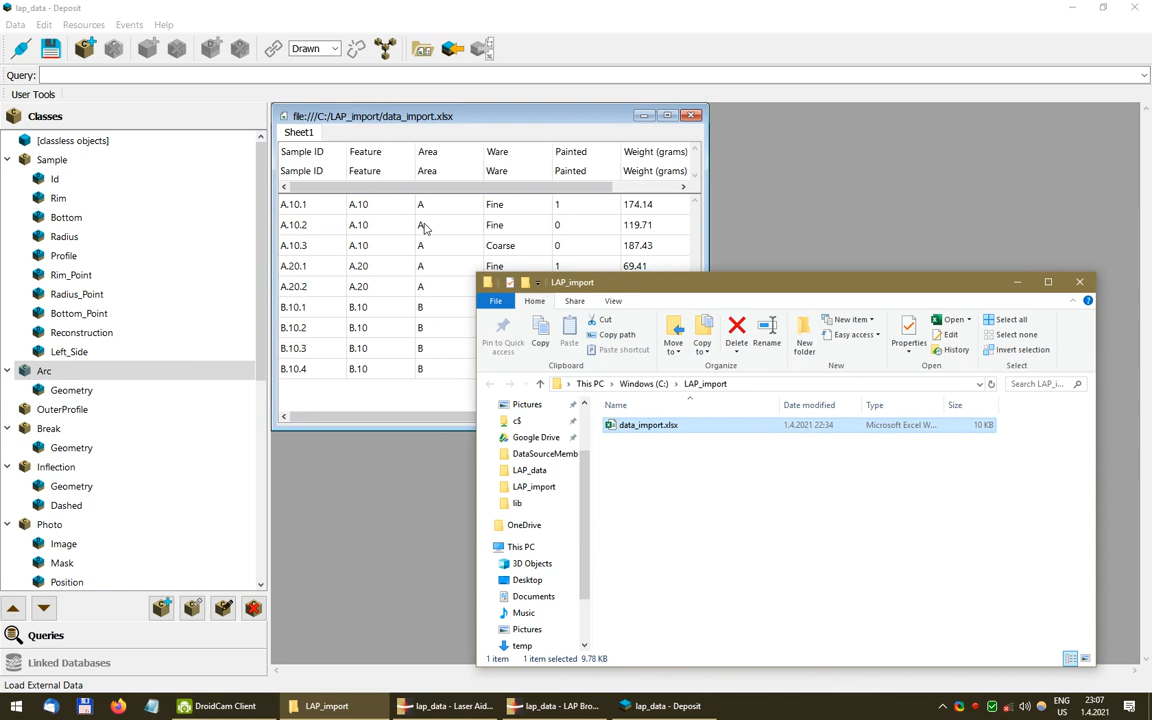 lap_data - Deposit
Data Edit Resources Events Help
Drawn
Query:
User Tools
Classes
[classless objects]
Sample
Id
Rim
Bottom
Radius
Profile
Rim_Point
Radius_Point
Bottom_Point
Reconstruction
Left_Side
Arc
Geometry
OuterProfile
Break
Geometry
Inflection
Geometry
Dashed
Photo
Image
Mask
Position
Queries
Linked Databases
Load External Data
file:///C:/LAP_import/data_import.xlsx
Sheet1
Sample ID Feature Area Ware Painted Weight (grams)
Sample ID Feature Area Ware Painted Weight (grams)
A.10.1 A.10 A Fine 1 174.14
A.10.2 A.10 A Fine 0 119.71
A.10.3 A.10 A Coarse 0 187.43
A.20.1 A.20 A Fine 1 69.41
A.20.2 A.20 A
B.10.1 B.10 B
B.10.2 B.10 B
B.10.3 B.10 B
B.10.4 B.10 B
LAP_import
File Home Share View
Pin to Quick access
Copy
Paste
Cut
Copy path
Paste shortcut
Clipboard
Move to
Copy to
Delete
Rename
Organize
New folder
New item
Easy access
New
Properties
Open
Edit
History
Open
Select all
Select none
Invert selection
Select
This PC Windows (C:) LAP_import
Search LAP_i...
Name Date modified Type Size
data_import.xlsx 1.4.2021 22:34 Microsoft Excel W... 10 KB
Pictures
c$
Google Drive
DataSourceMemb
LAP_data
LAP_import
lib
OneDrive
This PC
3D Objects
Desktop
Documents
Music
Pictures
temp
1 item 1 item selected 9.78 KB
DroidCam Client
LAP_import
lap_data - Laser Aid...
lap_data - LAP Bro...
lap_data - Deposit
ENG
US
23:07
1.4.2021